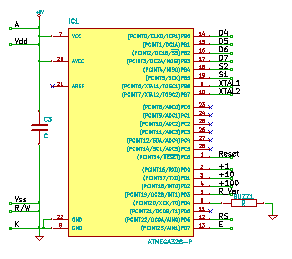 +5V
IC1
A
7 VCC (PCINT0/CLKO/ICP1)PB0 14 D4
Vdd
(PCINT1/OC1A)PB1 15 D5
(PCINT2/OC1B/SS)PB2 16 D6
20 AVCC (PCINT3/OC2A/MOSI)PB3 17 D7
(PCINT4/MISO)PB4 18 S2
(PCINT5/SCK)PB5 19 S1
21 AREF (PCINT6/XTAL1/TOSC1)PB6 9 XTAL1
(PCINT7/XTAL2/TOSC2)PB7 10 XTAL2
(PCINT8/ADC0)PC0 23
(PCINT9/ADC1)PC1 24
C3
(PCINT10/ADC2)PC2 25
(PCINT11/ADC3)PC3 26
C
(PCINT12/SDA/ADC4)PC4 27
(PCINT13/SCL/ADC5)PC5 28
(PCINT14/RESET)PC6 1 Reset
(PCINT16/RXD)PD0 2 +1
(PCINT17/TXD)PD1 3 +10
(PCINT18/INT0)PD2 4 +100
(PCINT19/OC2B/INT1)PD3 5 R_Var
Vss
(PCINT20/XCK/T0)PD4 6 BUZZ1
R/W
(PCINT21/OC0B/T1)PD5 11
22 GND (PCINT22/OC0A/AIN0)PD6 12 RS
K
8 GND (PCINT23/AIN1)PD7 13 E
ATMEGA328-P